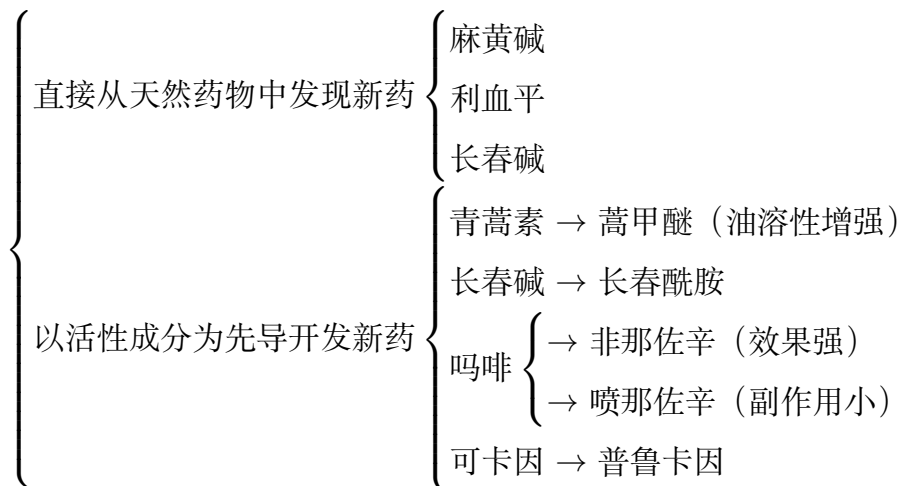 直接从天然药物中发现新药
麻黄碱
利血平
长春碱
以活性成分为先导开发新药
青蒿素 → 蒿甲醚（油溶性增强）
长春碱 → 长春酰胺
吗啡
→ 非那佐辛（效果强）
→ 喷那佐辛（副作用小）
可卡因 → 普鲁卡因